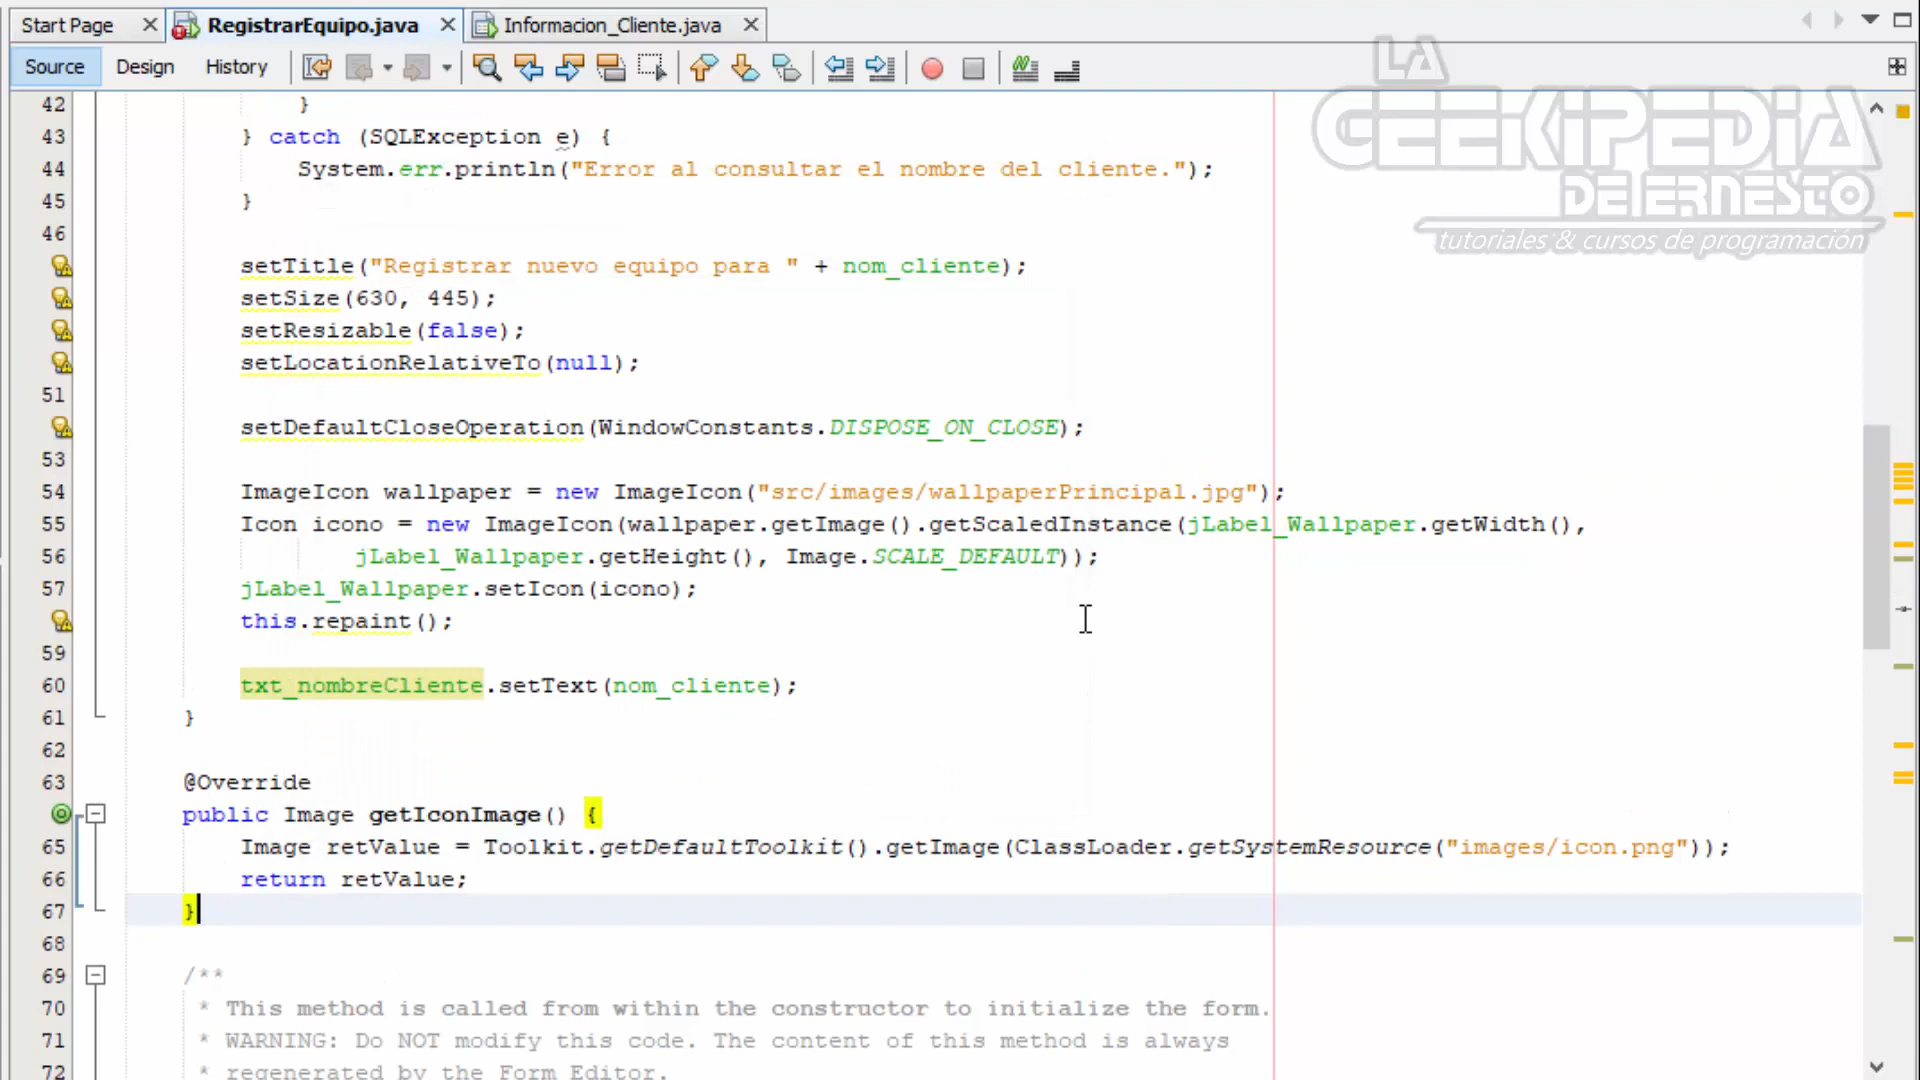 Start Page RegistrarEquipo.java Informacion_Cliente.java
Source Design History
LA
GEEKIPEDIA
DE ERNESTO
tutoriales & cursos de programación
42 }
43 } catch (SQLException e) {
44 System.err.println("Error al consultar el nombre del cliente.");
45 }
46
setTitle("Registrar nuevo equipo para " + nom_cliente);
setSize(630, 445);
setResizable(false);
setLocationRelativeTo(null);
51
setDefaultCloseOperation(WindowConstants.DISPOSE_ON_CLOSE);
53
54 ImageIcon wallpaper = new ImageIcon("src/images/wallpaperPrincipal.jpg");
55 Icon icono = new ImageIcon(wallpaper.getImage().getScaledInstance(jLabel_Wallpaper.getWidth(),
56 jLabel_Wallpaper.getHeight(), Image.SCALE_DEFAULT));
57 jLabel_Wallpaper.setIcon(icono);
this.repaint();
59
60 txt_nombreCliente.setText(nom_cliente);
61 }
62
63 @Override
public Image getIconImage() {
65 Image retValue = Toolkit.getDefaultToolkit().getImage(ClassLoader.getSystemResource("images/icon.png"));
66 return retValue;
67 }
68
69 /**
70 * This method is called from within the constructor to initialize the form.
71 * WARNING: Do NOT modify this code. The content of this method is always
72 * regenerated by the Form Editor.